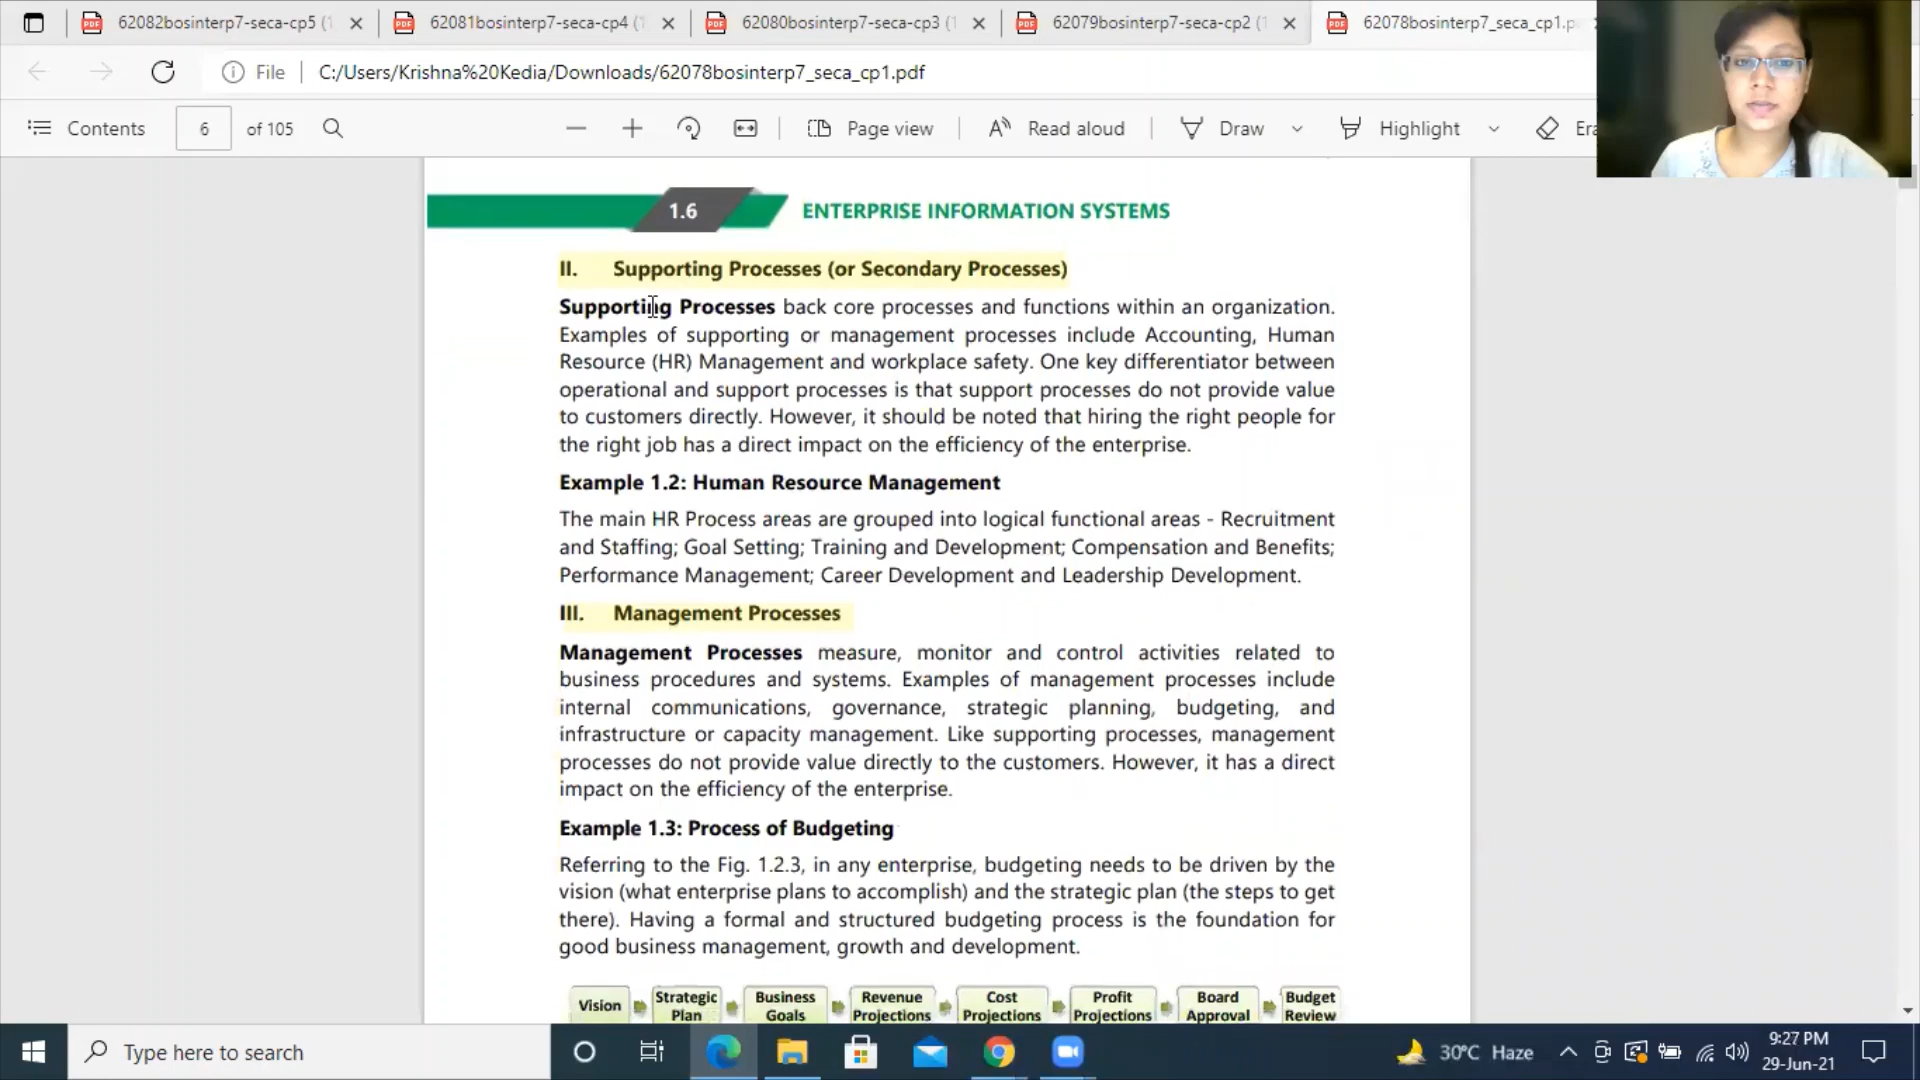 62082bosinterp7-seca-cp5 (1
62081bosinterp7-seca-cp4 (1
62080bosinterp7-seca-cp3 (1
62079bosinterp7-seca-cp2 (1
62078bosinterp7_seca_cp1.p
File
C:/Users/Krishna%20Kedia/Downloads/62078bosinterp7_seca_cp1.pdf
Contents
6
of 105
Page view
Read aloud
Draw
Highlight
1.6
ENTERPRISE INFORMATION SYSTEMS
II. Supporting Processes (or Secondary Processes)
Supporting Processes back core processes and functions within an organization.
Examples of supporting or management processes include Accounting, Human
Resource (HR) Management and workplace safety. One key differentiator between
operational and support processes is that support processes do not provide value
to customers directly. However, it should be noted that hiring the right people for
the right job has a direct impact on the efficiency of the enterprise.
Example 1.2: Human Resource Management
The main HR Process areas are grouped into logical functional areas - Recruitment
and Staffing; Goal Setting; Training and Development; Compensation and Benefits;
Performance Management; Career Development and Leadership Development.
III. Management Processes
Management Processes measure, monitor and control activities related to
business procedures and systems. Examples of management processes include
internal communications, governance, strategic planning, budgeting, and
infrastructure or capacity management. Like supporting processes, management
processes do not provide value directly to the customers. However, it has a direct
impact on the efficiency of the enterprise.
Example 1.3: Process of Budgeting
Referring to the Fig. 1.2.3, in any enterprise, budgeting needs to be driven by the
vision (what enterprise plans to accomplish) and the strategic plan (the steps to get
there). Having a formal and structured budgeting process is the foundation for
good business management, growth and development.
Vision
Strategic
Plan
Business
Goals
Revenue
Projections
Cost
Projections
Profit
Projections
Board
Approval
Budget
Review
Type here to search
30°C Haze
9:27 PM
29-Jun-21